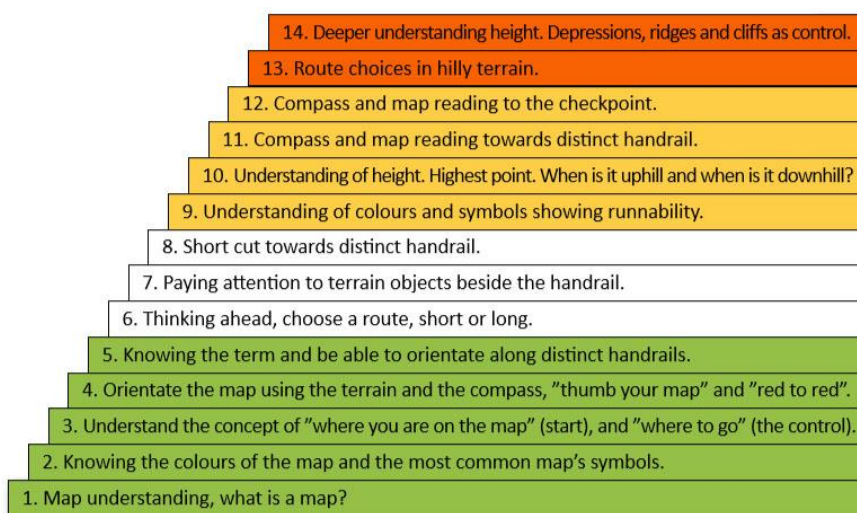 14. Deeper understanding height. Depressions, ridges and cliffs as control.
13. Route choices in hilly terrain.
12. Compass and map reading to the checkpoint.
11. Compass and map reading towards distinct handrail.
10. Understanding of height. Highest point. When is it uphill and when is it downhill?
9. Understanding of colours and symbols showing runnability.
8. Short cut towards distinct handrail.
7. Paying attention to terrain objects beside the handrail.
6. Thinking ahead, choose a route, short or long.
5. Knowing the term and be able to orientate along distinct handrails.
4. Orientate the map using the terrain and the compass, ”thumb your map” and ”red to red”.
3. Understand the concept of ”where you are on the map” (start), and ”where to go” (the control).
2. Knowing the colours of the map and the most common map’s symbols.
1. Map understanding, what is a map?